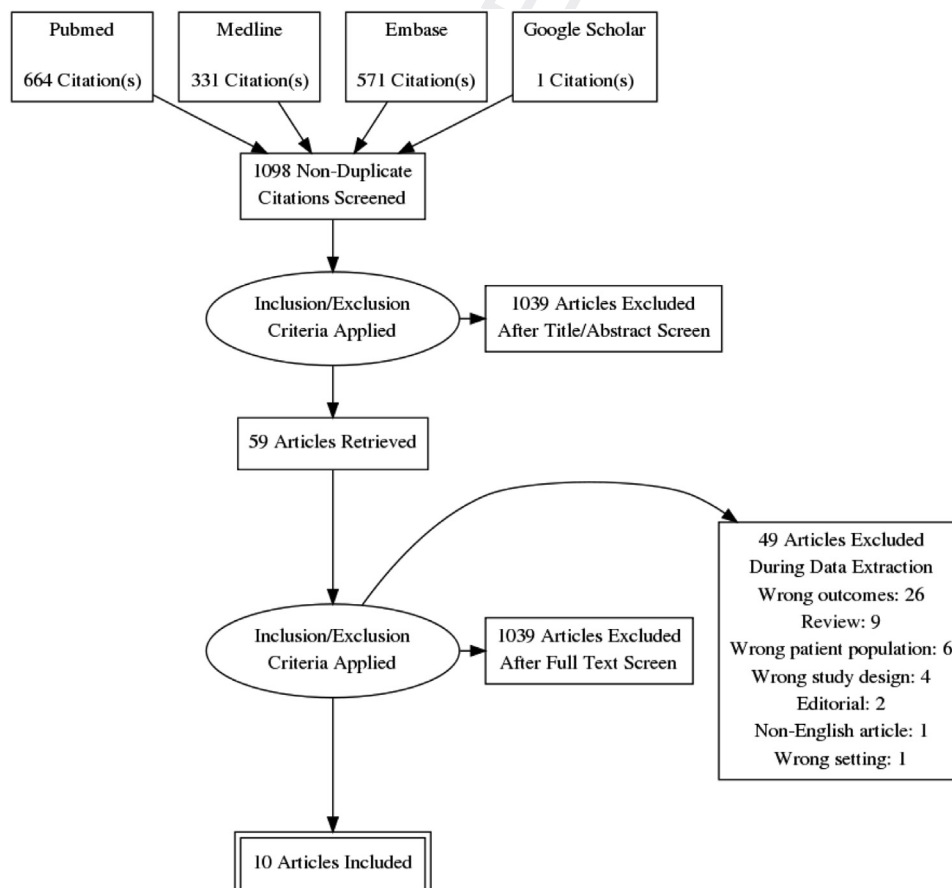 Pubmed
664 Citation(s)
Medline
331 Citation(s)
Embase
571 Citation(s)
Google Scholar
1 Citation(s)
1098 Non-Duplicate
Citations Screened
Inclusion/Exclusion
Criteria Applied
1039 Articles Excluded
After Title/Abstract Screen
59 Articles Retrieved
Inclusion/Exclusion
Criteria Applied
1039 Articles Excluded
After Full Text Screen
49 Articles Excluded
During Data Extraction
Wrong outcomes: 26
Review: 9
Wrong patient population: 6
Wrong study design: 4
Editorial: 2
Non-English article: 1
Wrong setting: 1
10 Articles Included